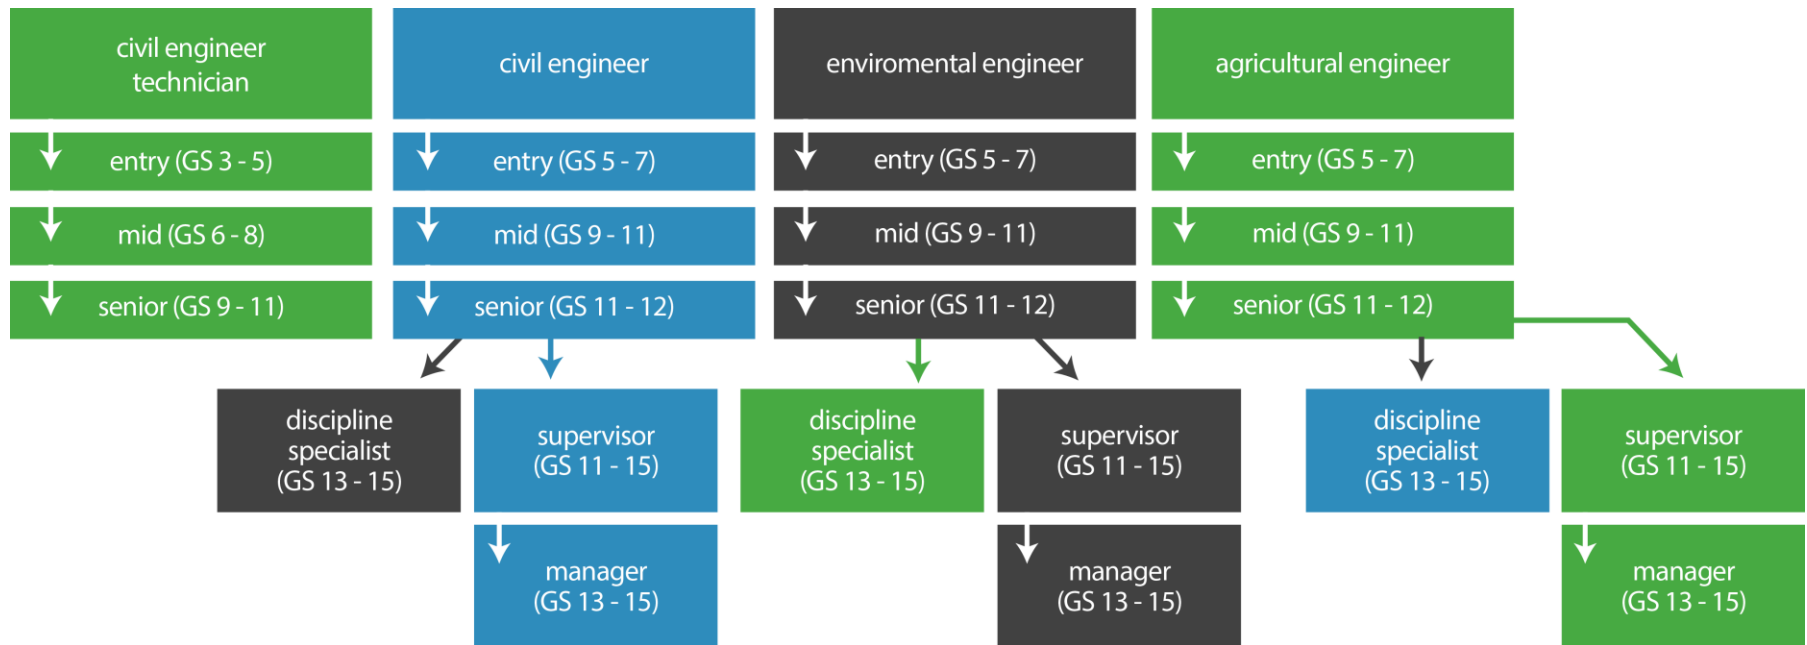 civil engineer
technician
civil engineer
enviromental engineer
agricultural engineer
entry (GS 3 - 5)
entry (GS 5 - 7)
entry (GS 5 - 7)
entry (GS 5 - 7)
mid (GS 6 - 8)
mid (GS 9 - 11)
mid (GS 9 - 11)
mid (GS 9 - 11)
senior (GS 9 - 11)
senior (GS 11 - 12)
senior (GS 11 - 12)
senior (GS 11 - 12)
discipline
specialist
(GS 13 - 15)
supervisor
(GS 11 - 15)
discipline
specialist
(GS 13 - 15)
supervisor
(GS 11 - 15)
discipline
specialist
(GS 13 - 15)
supervisor
(GS 11 - 15)
manager
(GS 13 - 15)
manager
(GS 13 - 15)
manager
(GS 13 - 15)